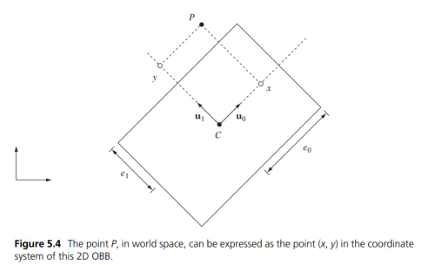 P
y
x
u₁
u₀
C
e₀
e₁
Figure 5.4 The point P, in world space, can be expressed as the point (x, y) in the coordinate
system of this 2D OBB.